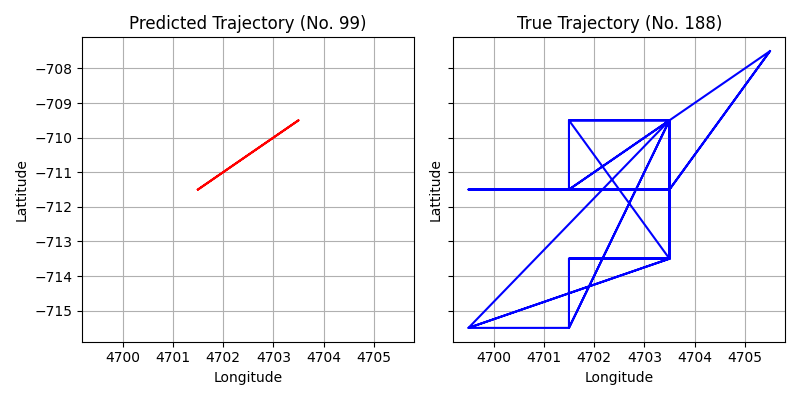 Predicted Trajectory (No. 99)
True Trajectory (No. 188)
−708
−709
−710
−711
−712
−713
−714
−715
Lattitude
Lattitude
4700 4701 4702 4703 4704 4705
4700 4701 4702 4703 4704 4705
Longitude
Longitude